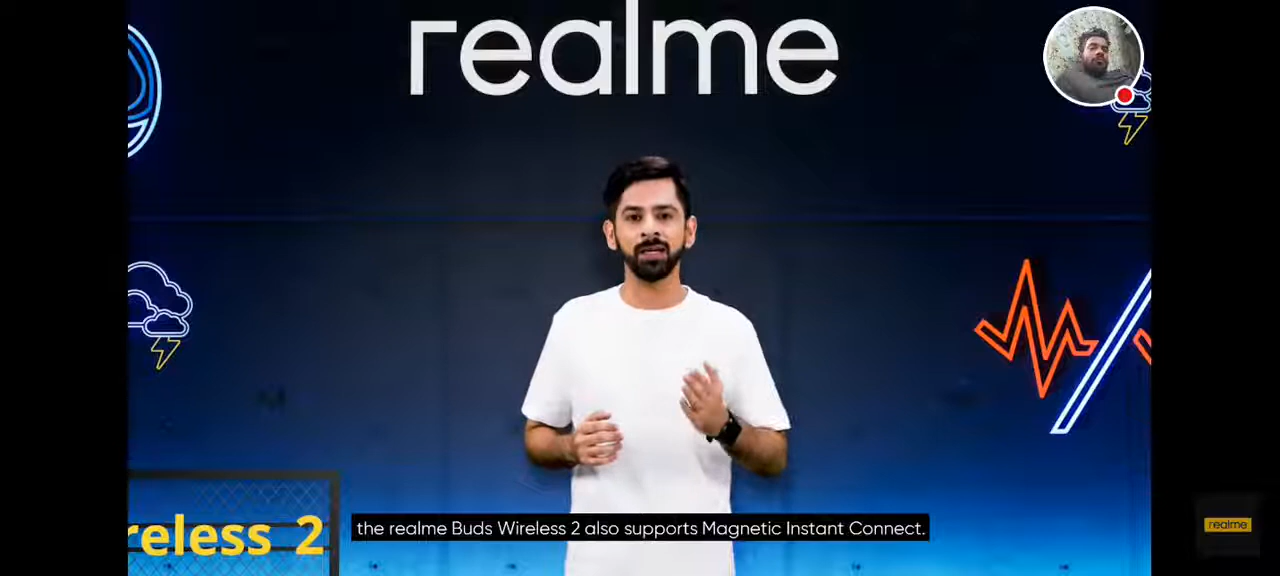 realme
reless 2
the realme Buds Wireless 2 also supports Magnetic Instant Connect.
realme